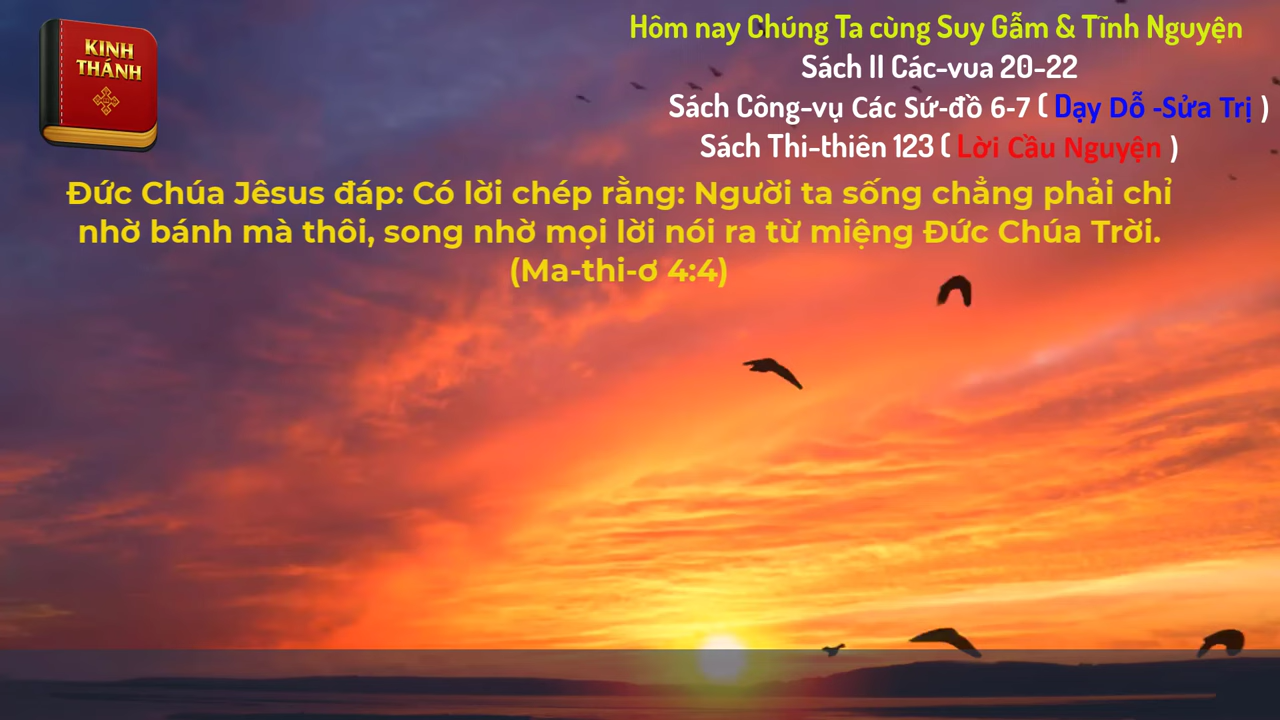 KINH
THÁNH
Hôm nay Chúng Ta cùng Suy Gẫm & Tĩnh Nguyện
Sách II Các-vua 20-22
Sách Công-vụ Các Sứ-đồ 6-7 ( Dạy Dỗ -Sửa Trị )
Sách Thi-thiên 123 ( Lời Cầu Nguyện )
Đức Chúa Jêsus đáp: Có lời chép rằng: Người ta sống chẳng phải chỉ
nhờ bánh mà thôi, song nhờ mọi lời nói ra từ miệng Đức Chúa Trời.
(Ma-thi-ơ 4:4)